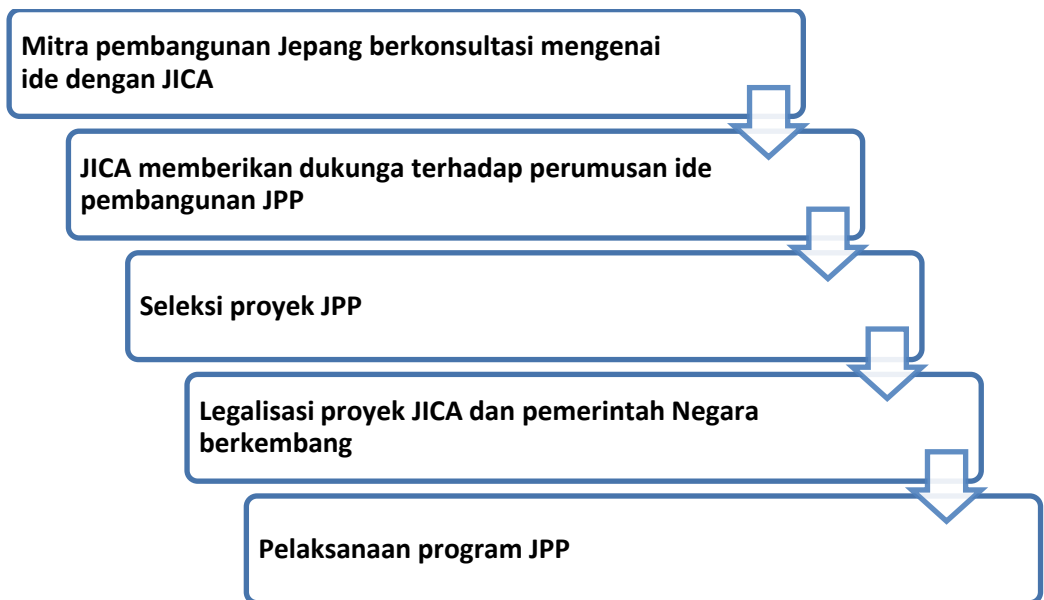 Mitra pembangunan Jepang berkonsultasi mengenai
ide dengan JICA
JICA memberikan dukunga terhadap perumusan ide
pembangunan JPP
Seleksi proyek JPP
Legalisasi proyek JICA dan pemerintah Negara
berkembang
Pelaksanaan program JPP